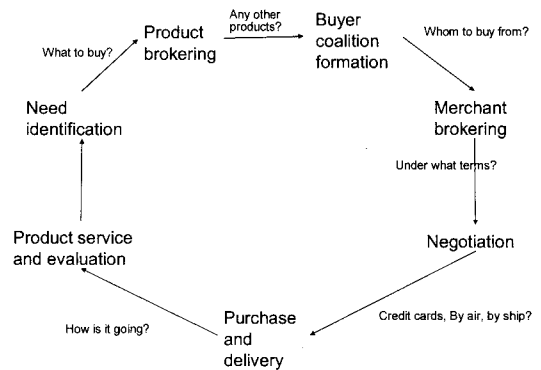 Any other
products?
Product
brokering
Buyer
coalition
formation
What to buy?
Whom to buy from?
Need
identification
Merchant
brokering
Under what terms?
Product service
and evaluation
Negotiation
How is it going?
Purchase
and
delivery
Credit cards, By air, by ship?